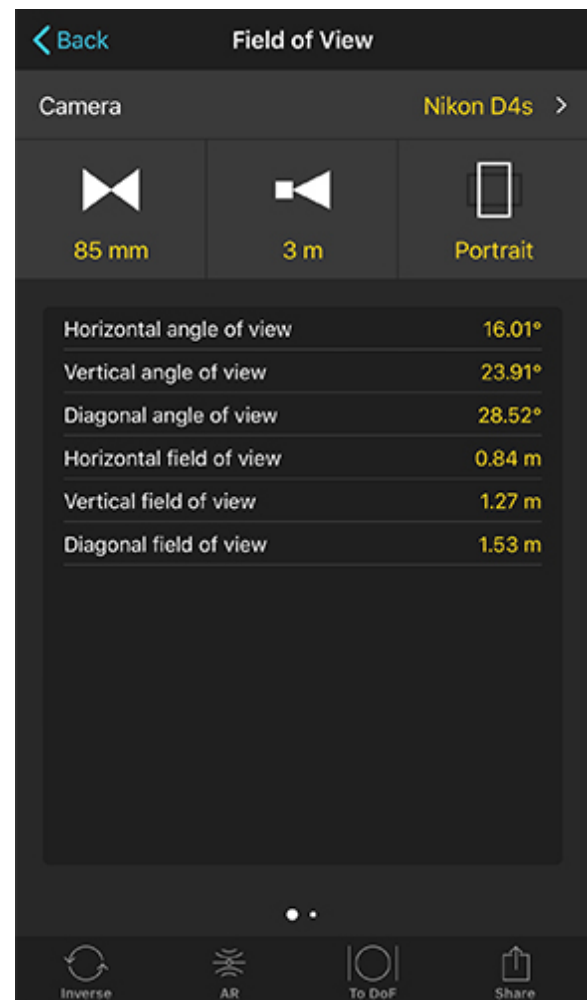 Back Field of View
Camera Nikon D4s
85 mm 3 m Portrait
Horizontal angle of view 16.01°
Vertical angle of view 23.91°
Diagonal angle of view 28.52°
Horizontal field of view 0.84 m
Vertical field of view 1.27 m
Diagonal field of view 1.53 m
Inverse AR To DoF Share